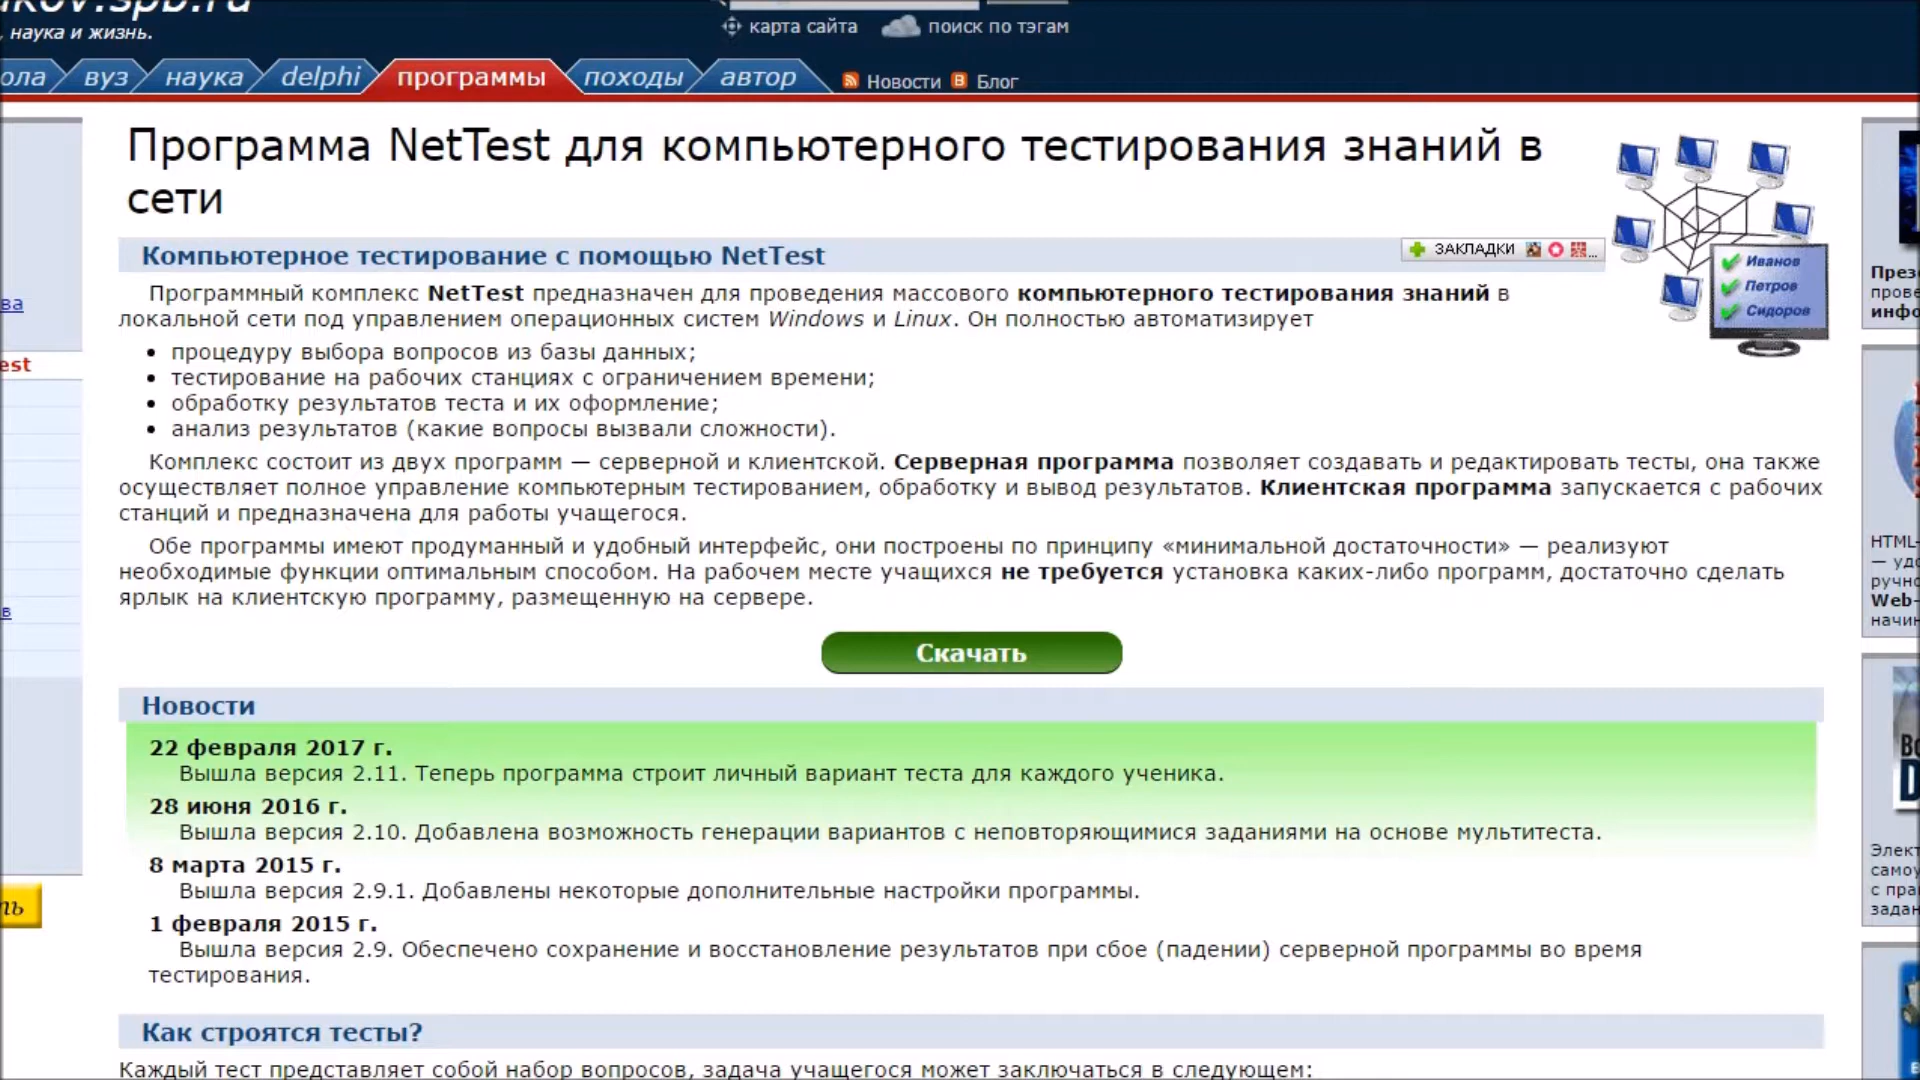 , наука и жизнь.
карта сайта поиск по тэгам
вуз наука delphi программы походы автор Новости Блог
Программа NetTest для компьютерного тестирования знаний в
сети
Компьютерное тестирование с помощью NetTest
ЗАКЛАДКИ
Иванов
Петров
Сидоров
Программный комплекс NetTest предназначен для проведения массового компьютерного тестирования знаний в
локальной сети под управлением операционных систем Windows и Linux. Он полностью автоматизирует
• процедуру выбора вопросов из базы данных;
• тестирование на рабочих станциях с ограничением времени;
• обработку результатов теста и их оформление;
• анализ результатов (какие вопросы вызвали сложности).
Комплекс состоит из двух программ — серверной и клиентской. Серверная программа позволяет создавать и редактировать тесты, она также
осуществляет полное управление компьютерным тестированием, обработку и вывод результатов. Клиентская программа запускается с рабочих
станций и предназначена для работы учащегося.
Обе программы имеют продуманный и удобный интерфейс, они построены по принципу «минимальной достаточности» — реализуют
необходимые функции оптимальным способом. На рабочем месте учащихся не требуется установка каких-либо программ, достаточно сделать
ярлык на клиентскую программу, размещенную на сервере.
Скачать
Новости
22 февраля 2017 г.
Вышла версия 2.11. Теперь программа строит личный вариант теста для каждого ученика.
28 июня 2016 г.
Вышла версия 2.10. Добавлена возможность генерации вариантов с неповторяющимися заданиями на основе мультитеста.
8 марта 2015 г.
Вышла версия 2.9.1. Добавлены некоторые дополнительные настройки программы.
1 февраля 2015 г.
Вышла версия 2.9. Обеспечено сохранение и восстановление результатов при сбое (падении) серверной программы во время
тестирования.
Как строятся тесты?
Каждый тест представляет собой набор вопросов, задача учащегося может заключаться в следующем: